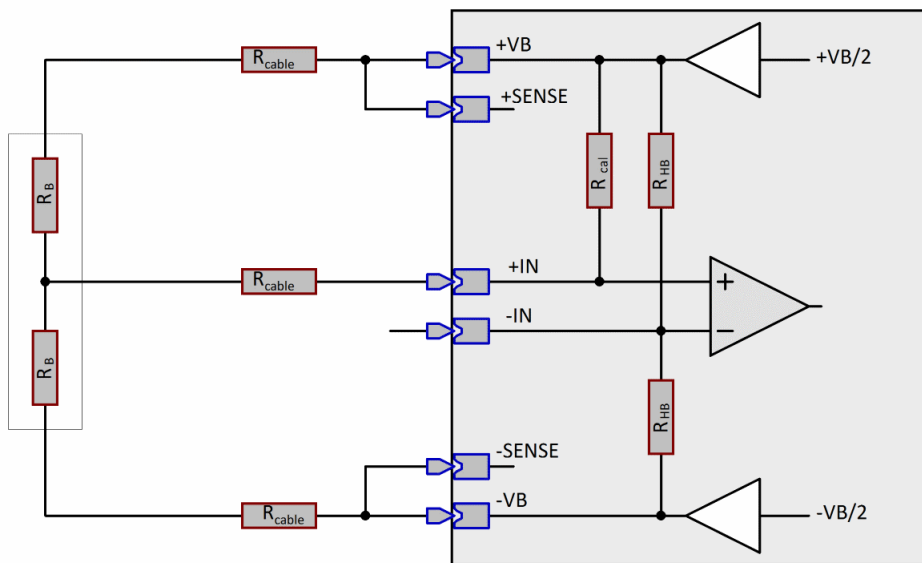 +VB
Rcable
+VB/2
+SENSE
RB
Rcal
RHB
+IN
Rcable
+
-IN
−
RB
RHB
-SENSE
-VB
Rcable
-VB/2